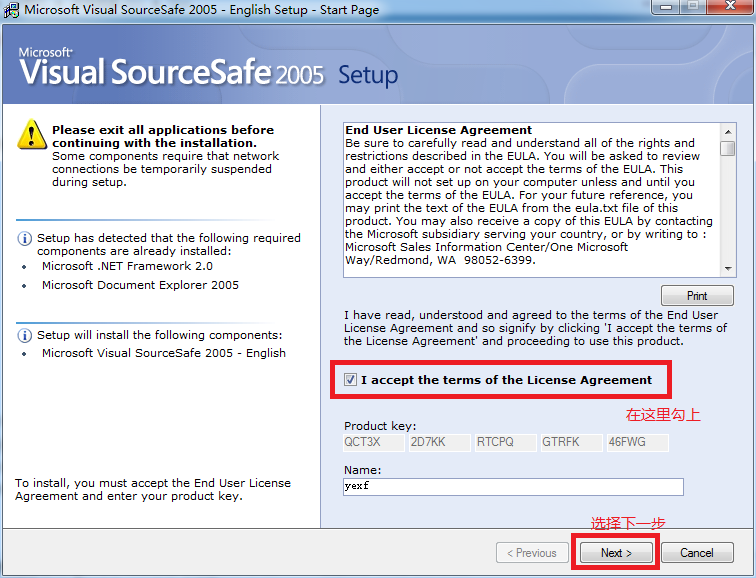 Microsoft Visual SourceSafe 2005 - English Setup - Start Page
Microsoft®
Visual SourceSafe 2005 Setup
Please exit all applications before
continuing with the installation.
Some components require that network
connections be temporarily suspended
during setup.
Setup has detected that the following required
components are already installed:
• Microsoft .NET Framework 2.0
• Microsoft Document Explorer 2005
Setup will install the following components:
• Microsoft Visual SourceSafe 2005 - English
To install, you must accept the End User License
Agreement and enter your product key.
End User License Agreement
Be sure to carefully read and understand all of the rights and
restrictions described in the EULA. You will be asked to review
and either accept or not accept the terms of the EULA. This
product will not set up on your computer unless and until you
accept the terms of the EULA. For your future reference, you
may print the text of the EULA from the eula.txt file of this
product. You may also receive a copy of this EULA by contacting
the Microsoft subsidiary serving your country, or by writing to :
Microsoft Sales Information Center/One Microsoft
Way/Redmond, WA 98052-6399.
Print
I have read, understood and agreed to the terms of the End User
License Agreement and so signify by clicking 'I accept the terms of
the License Agreement' and proceeding to use this product.
I accept the terms of the License Agreement
在这里勾上
Product key:
QCT3X 2D7KK RTCPQ GTRFK 46FWG
Name:
yexf
选择下一步
< Previous Next > Cancel